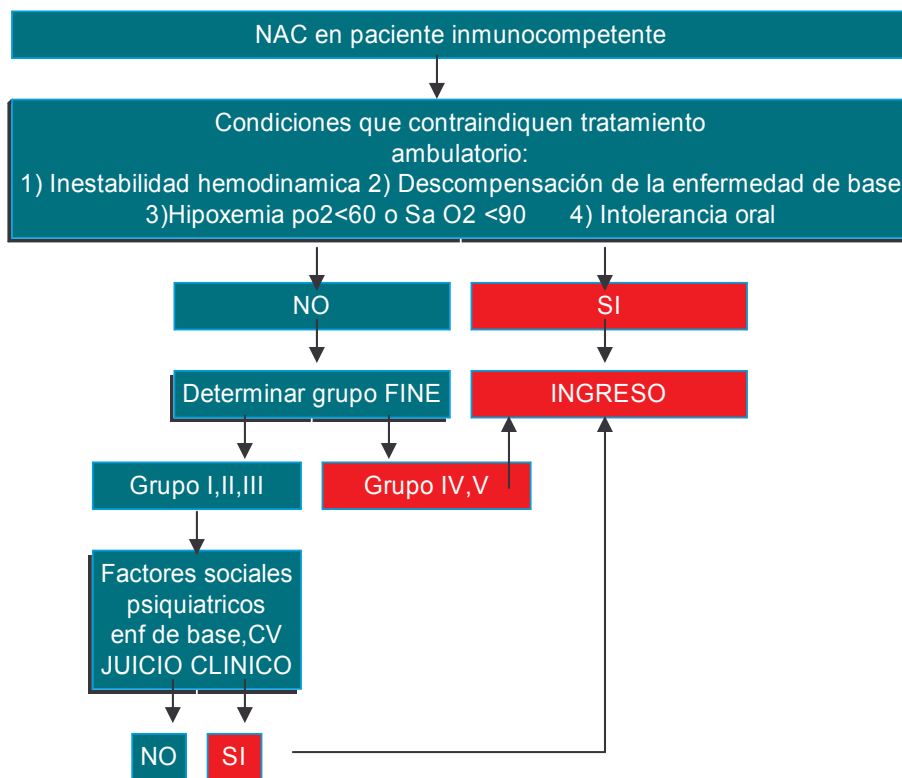 NAC en paciente inmunocompetente
Condiciones que contraindiquen tratamiento
ambulatorio:
1) Inestabilidad hemodinamica 2) Descompensación de la enfermedad de base
3)Hipoxemia po2<60 o Sa O2 <90 4) Intolerancia oral
NO
SI
Determinar grupo FINE
INGRESO
Grupo I,II,III
Grupo IV,V
Factores sociales
psiquiatricos
enf de base,CV
JUICIO CLINICO
NO
SI